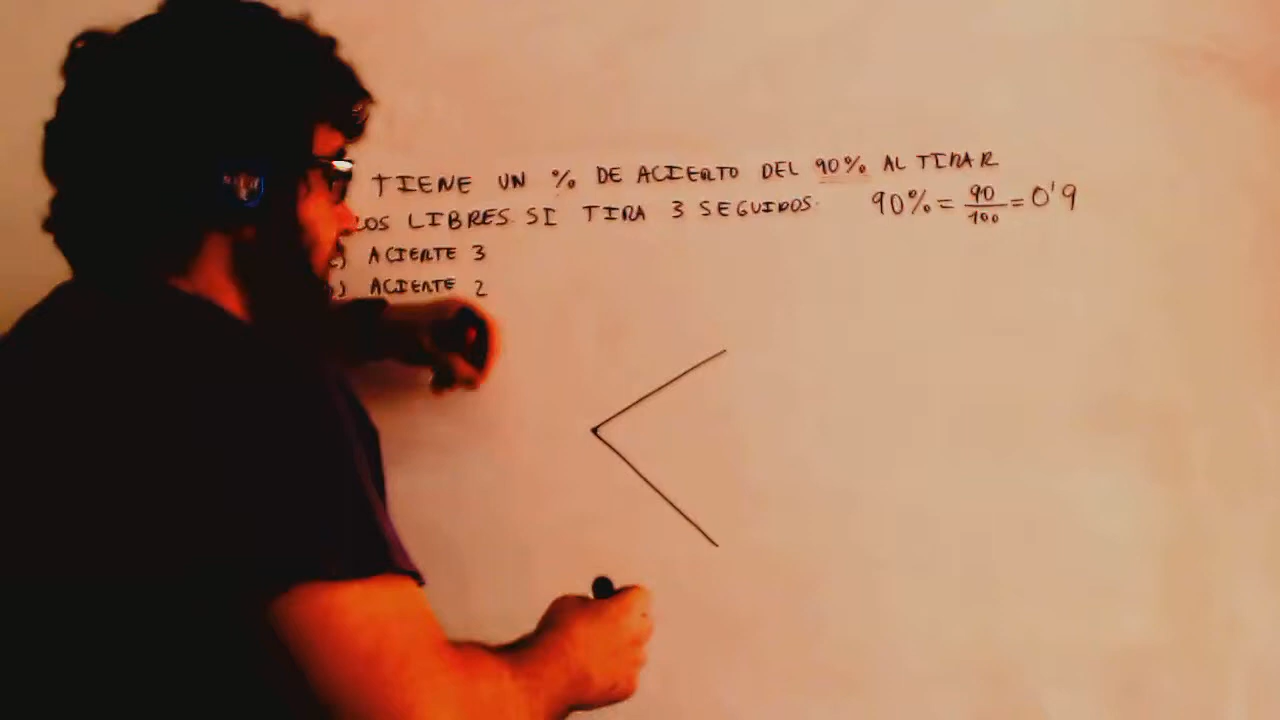 TIENE UN % DE ACIERTO DEL 90% AL TIRAR
LIBRES. SI TIRA 3 SEGUIDOS. 90% = 90/100 = 0'9
ACIERTE 3
ACIERTE 2